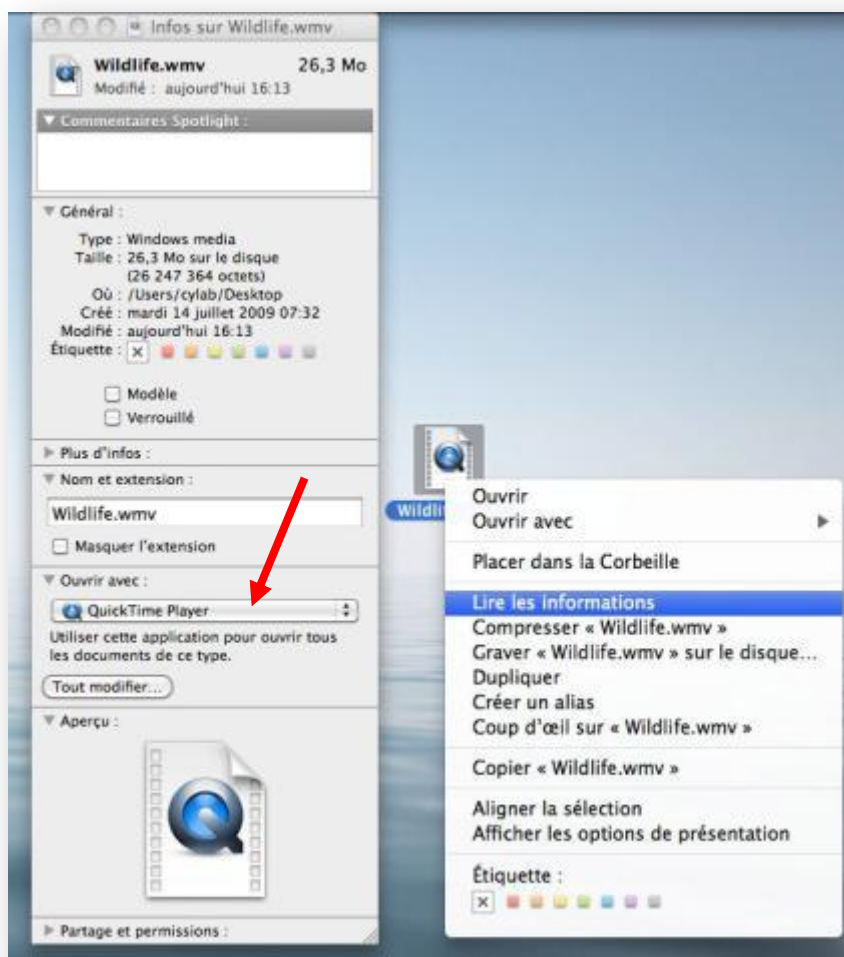 Infos sur Wildlife.wmv
Wildlife.wmv 26,3 Mo
Modifié : aujourd'hui 16:13
Commentaires Spotlight :
Général :
Type : Windows media
Taille : 26,3 Mo sur le disque
(26 247 364 octets)
Où : /Users/cylab/Desktop
Créé : mardi 14 juillet 2009 07:32
Modifié : aujourd'hui 16:13
Étiquette :
Modèle
Verrouillé
Plus d'infos :
Nom et extension :
Wildlife.wmv
Masquer l'extension
Ouvrir avec :
QuickTime Player
Utiliser cette application pour ouvrir tous
les documents de ce type.
Tout modifier...
Aperçu :
Partage et permissions :
Ouvrir
Ouvrir avec
Placer dans la Corbeille
Lire les informations
Compresser « Wildlife.wmv »
Graver « Wildlife.wmv » sur le disque...
Dupliquer
Créer un alias
Coup d'œil sur « Wildlife.wmv »
Copier « Wildlife.wmv »
Aligner la sélection
Afficher les options de présentation
Étiquette :